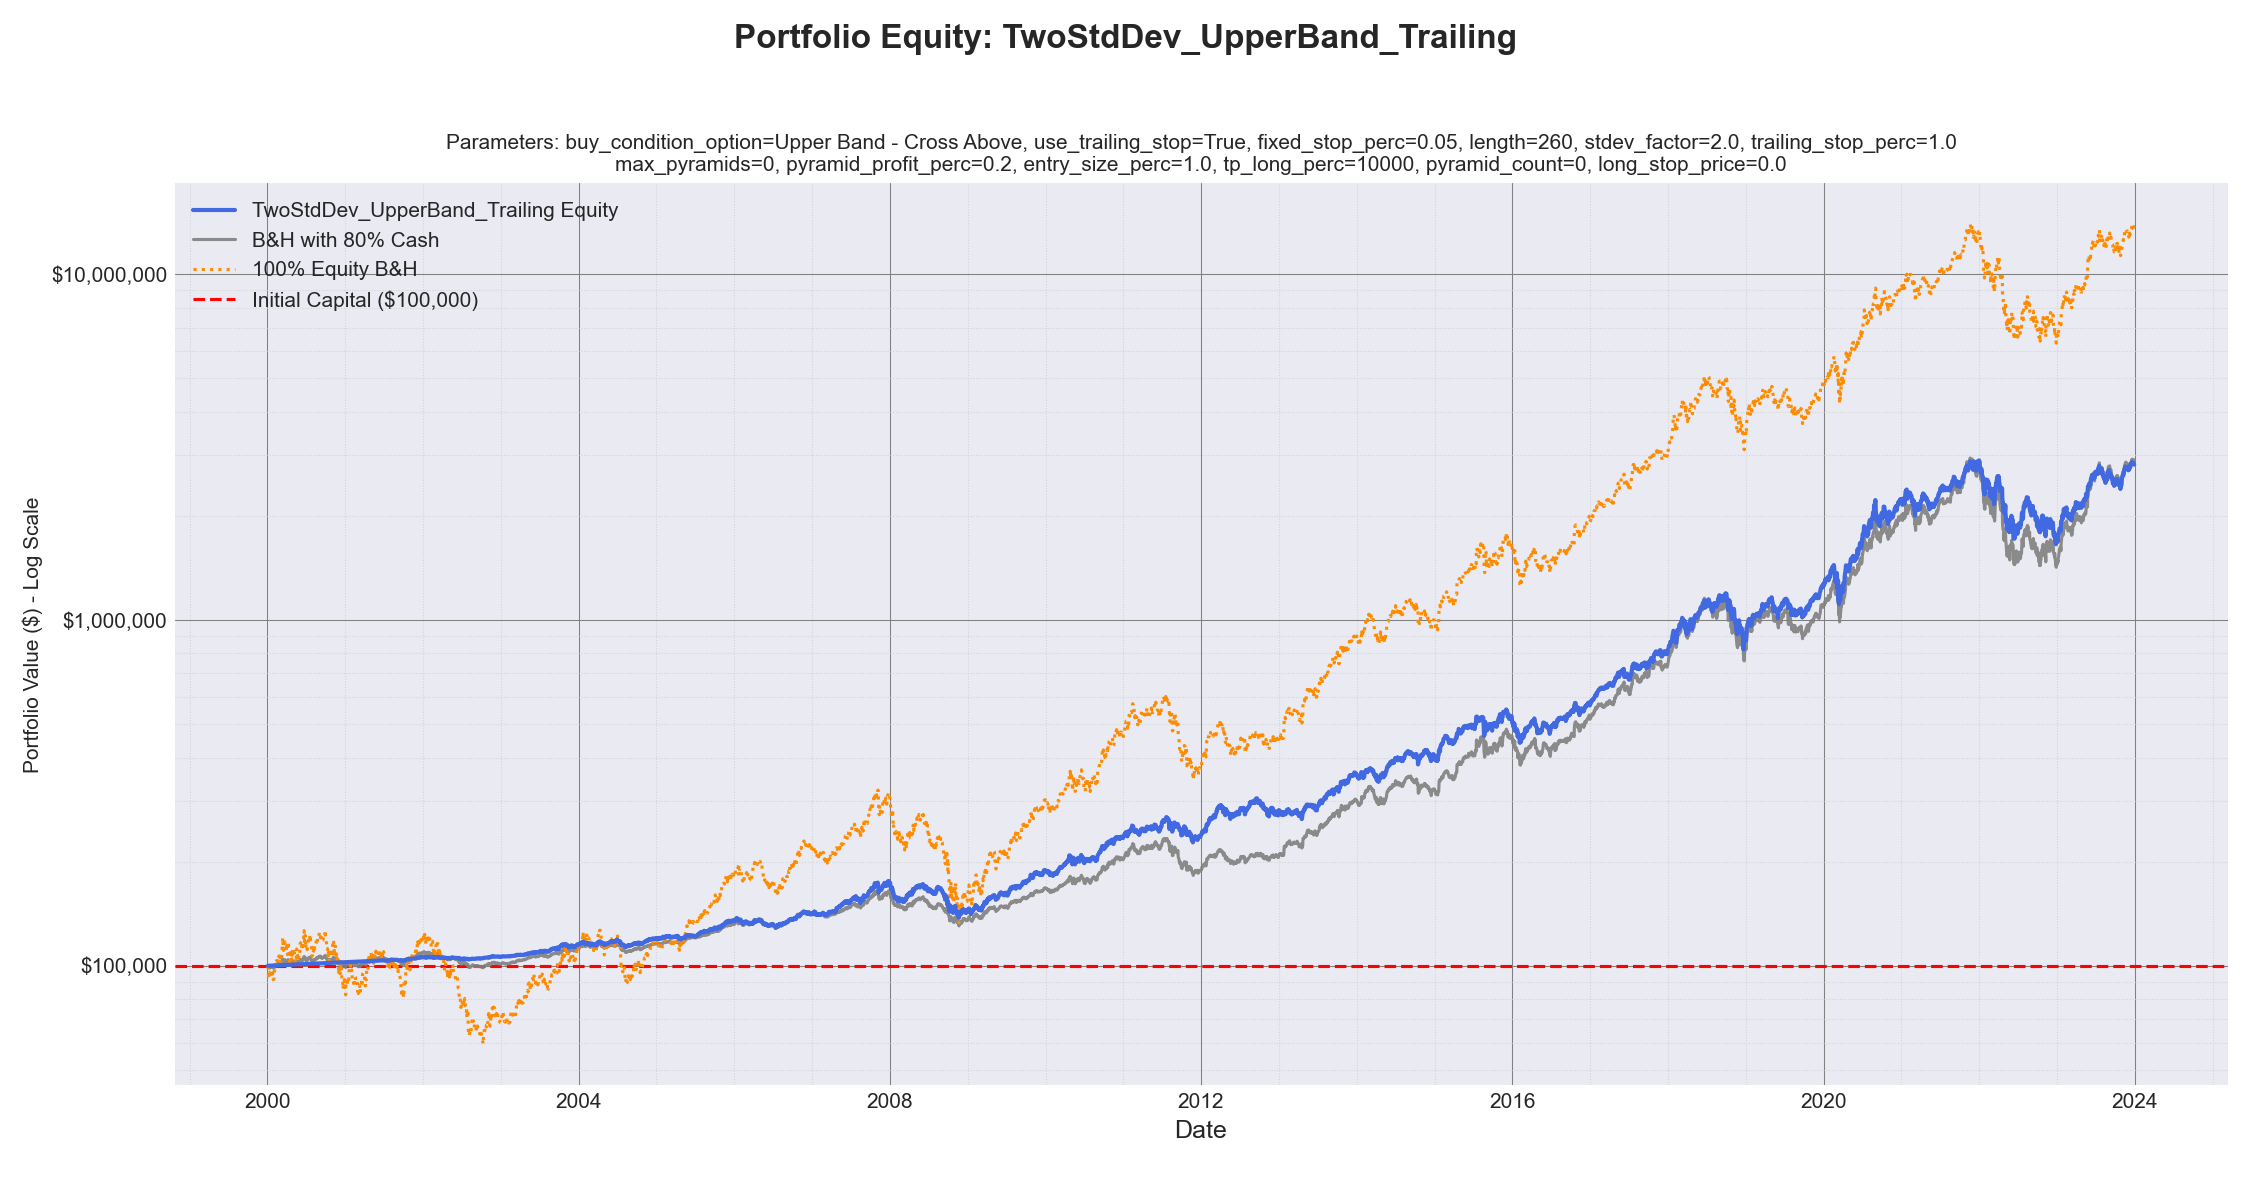 Portfolio Equity: TwoStdDev_UpperBand_Trailing
Parameters: buy_condition_option=Upper Band - Cross Above, use_trailing_stop=True, fixed_stop_perc=0.05, length=260, stdev_factor=2.0, trailing_stop_perc=1.0
max_pyramids=0, pyramid_profit_perc=0.2, entry_size_perc=1.0, tp_long_perc=10000, pyramid_count=0, long_stop_price=0.0
TwoStdDev_UpperBand_Trailing Equity
B&H with 80% Cash
100% Equity B&H
Initial Capital ($100,000)
$10,000,000
$1,000,000
$100,000
Portfolio Value ($) - Log Scale
2000
2004
2008
2012
2016
2020
2024
Date